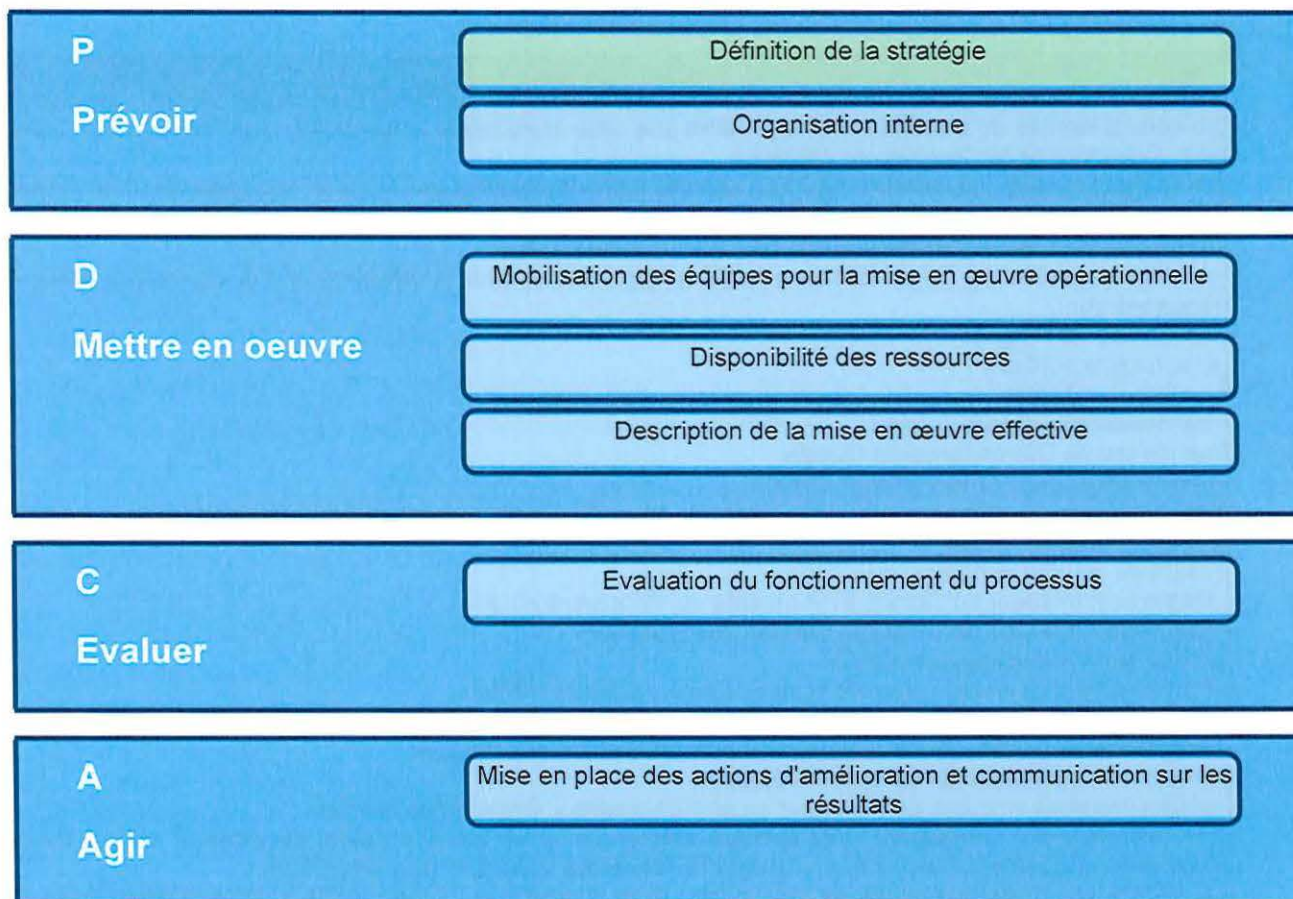 P
Prévoir
Définition de la stratégie
Organisation interne
D
Mettre en oeuvre
Mobilisation des équipes pour la mise en œuvre opérationnelle
Disponibilité des ressources
Description de la mise en œuvre effective
C
Evaluer
Evaluation du fonctionnement du processus
A
Agir
Mise en place des actions d'amélioration et communication sur les
résultats